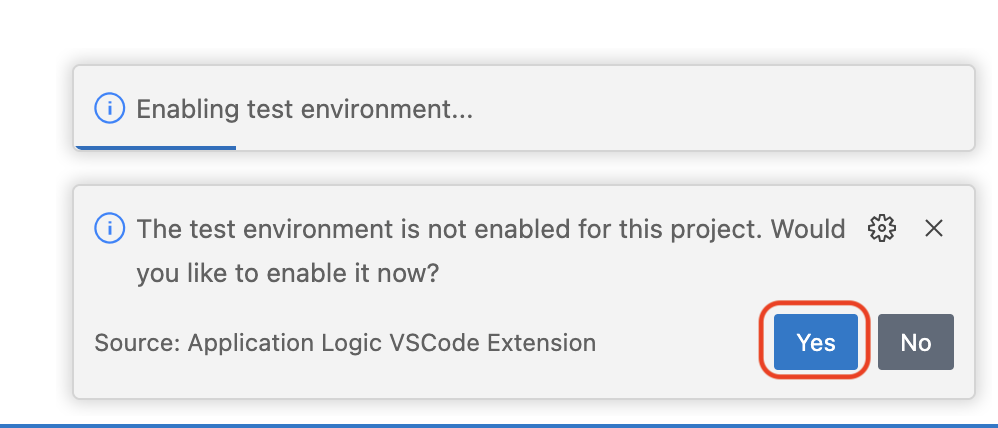 Enabling test environment...
The test environment is not enabled for this project. Would
you like to enable it now?
Source: Application Logic VSCode Extension
Yes
No